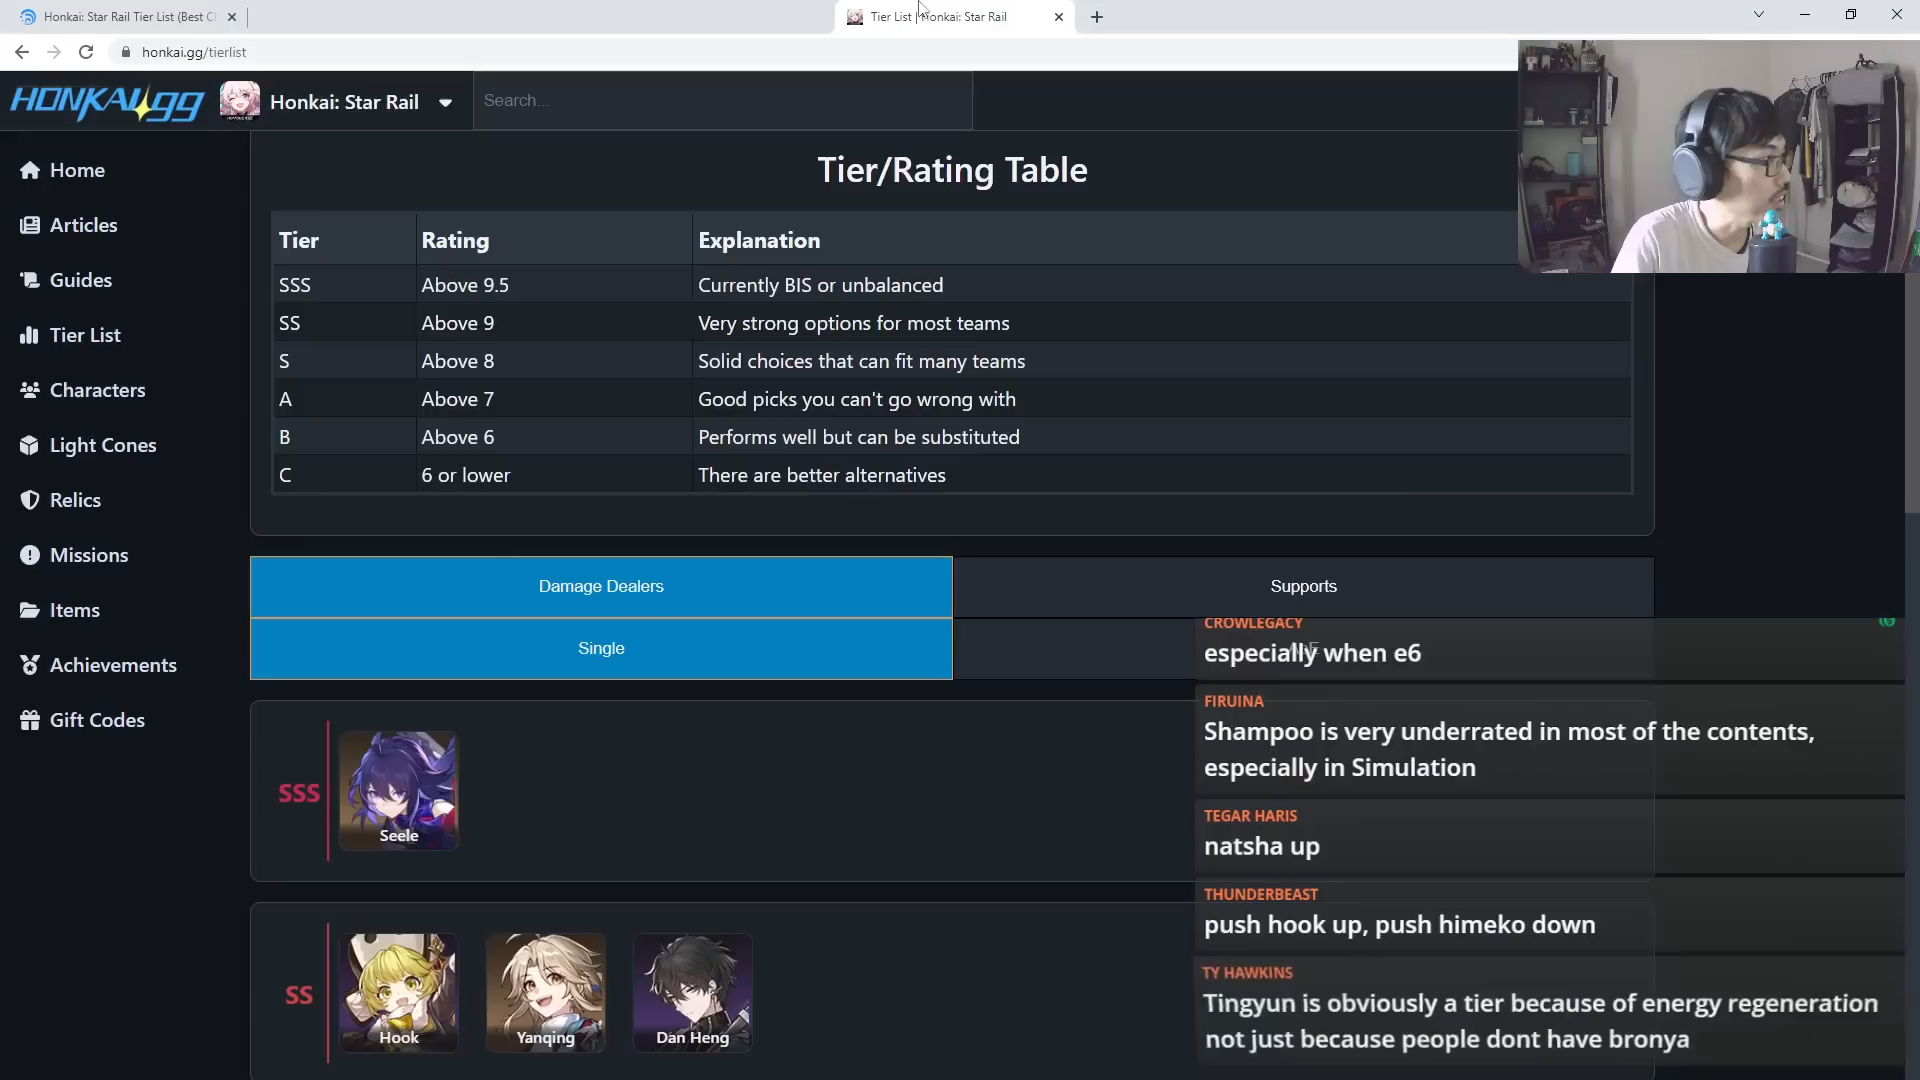 Honkai: Star Rail Tier List (Best C
Tier List | Honkai: Star Rail
honkai.gg/tierlist
HONKAI.gg
Honkai: Star Rail
Search...
Home
Articles
Guides
Tier List
Characters
Light Cones
Relics
Missions
Items
Achievements
Gift Codes
Tier/Rating Table
Tier Rating Explanation
SSS Above 9.5 Currently BIS or unbalanced
SS Above 9 Very strong options for most teams
S Above 8 Solid choices that can fit many teams
A Above 7 Good picks you can't go wrong with
B Above 6 Performs well but can be substituted
C 6 or lower There are better alternatives
Damage Dealers Supports
Single
SSS
Seele
SS
Hook Yanqing Dan Heng
CROWLEGACY
especially when e6
FIRUINA
Shampoo is very underrated in most of the contents,
especially in Simulation
TEGAR HARIS
natsha up
THUNDERBEAST
push hook up, push himeko down
TY HAWKINS
Tingyun is obviously a tier because of energy regeneration
not just because people dont have bronya